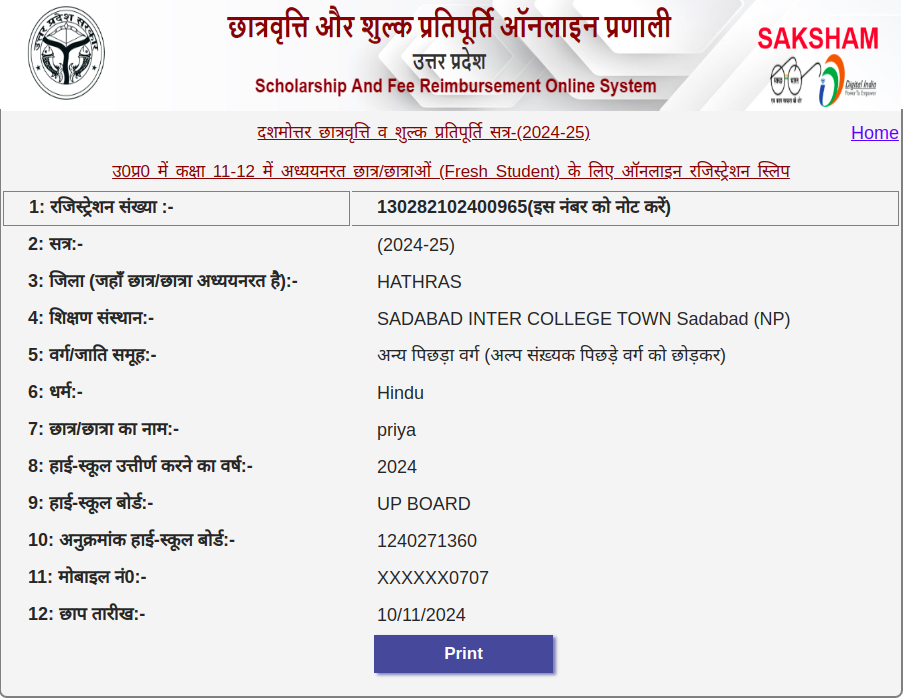 छात्रवृत्ति और शुल्क प्रतिपूर्ति ऑनलाइन प्रणाली
उत्तर प्रदेश
Scholarship And Fee Reimbursement Online System
उत्तर प्रदेश सरकार
SAKSHAM
Digital India
Power To Empower
दशमोत्तर छात्रवृत्ति व शुल्क प्रतिपूर्ति सत्र-(2024-25)
Home
उ0प्र0 में कक्षा 11-12 में अध्ययनरत छात्र/छात्राओं (Fresh Student) के लिए ऑनलाइन रजिस्ट्रेशन स्लिप
1: रजिस्ट्रेशन संख्या :- 130282102400965(इस नंबर को नोट करें)
2: सत्र:- (2024-25)
3: जिला (जहाँ छात्र/छात्रा अध्ययनरत है):- HATHRAS
4: शिक्षण संस्थान:- SADABAD INTER COLLEGE TOWN Sadabad (NP)
5: वर्ग/जाति समूह:- अन्य पिछड़ा वर्ग (अल्प संख़्यक पिछड़े वर्ग को छोड़कर)
6: धर्म:- Hindu
7: छात्र/छात्रा का नाम:- priya
8: हाई-स्कूल उत्तीर्ण करने का वर्ष:- 2024
9: हाई-स्कूल बोर्ड:- UP BOARD
10: अनुक्रमांक हाई-स्कूल बोर्ड:- 1240271360
11: मोबाइल नं0:- XXXXXX0707
12: छाप तारीख:- 10/11/2024
Print